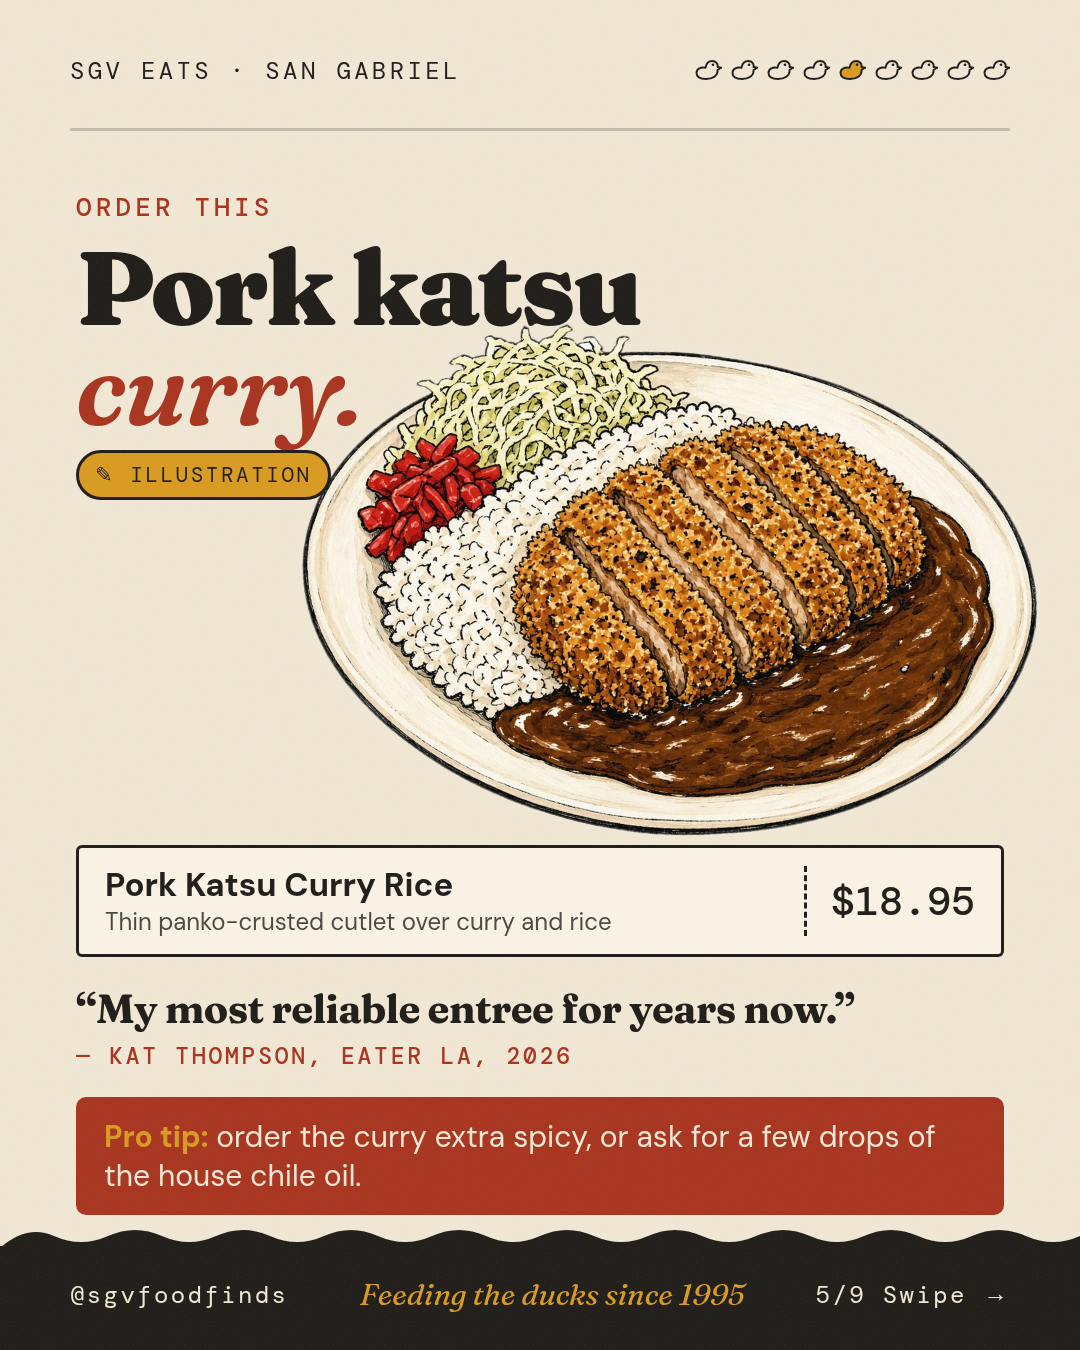 SGV EATS · SAN GABRIEL
ORDER THIS
Pork katsu
curry.
✎ ILLUSTRATION
Pork Katsu Curry Rice
Thin panko-crusted cutlet over curry and rice
$18.95
“My most reliable entree for years now.”
— KAT THOMPSON, EATER LA, 2026
Pro tip: order the curry extra spicy, or ask for a few drops of
the house chile oil.
@sgvfoodfinds
Feeding the ducks since 1995
5/9 Swipe →